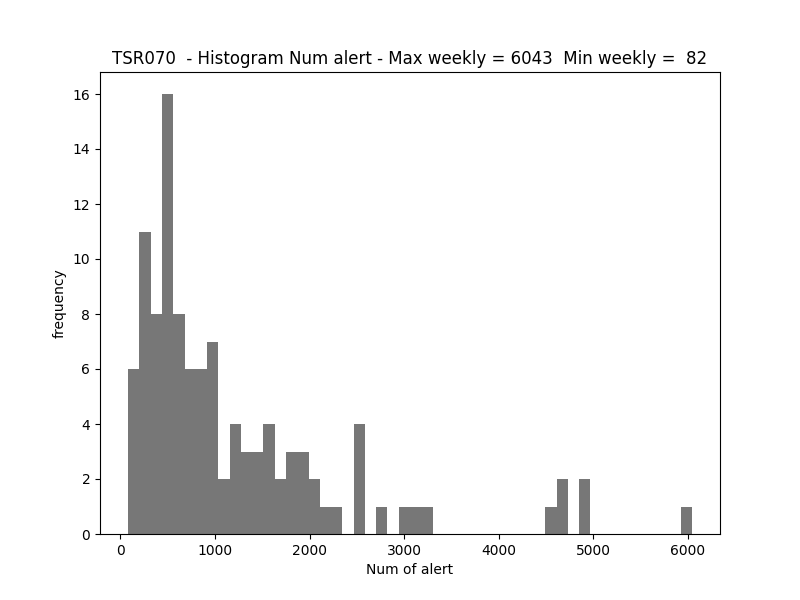 TSR070  - Histogram Num alert - Max weekly = 6043  Min weekly =  82
16
14
12
10
8
6
4
2
0
frequency
0 1000 2000 3000 4000 5000 6000
Num of alert